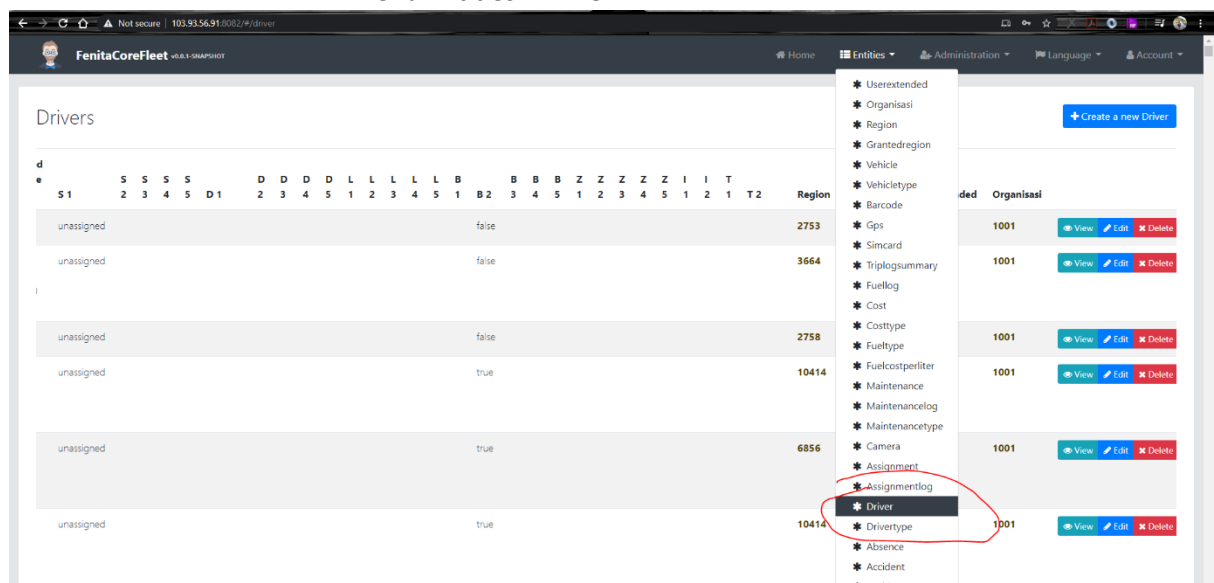 Not secure | 103.93.56.91:8082/#/driver
FenitaCoreFleet v0.0.1-SNAPSHOT
Home Entities Administration Language Account
Drivers
+ Create a new Driver
Userextended
Organisasi
Region
Grantedregion
Vehicle
Vehicletype
Barcode
Gps
Simcard
Triplogsummary
Fuellog
Cost
Costtype
Fueltype
Fuelcostperliter
Maintenance
Maintenancelog
Maintenancetype
Camera
Assignment
Assignmentlog
Driver
Drivertype
Absence
Accident
d
e
S 1 S 2 S 3 S 4 S 5 D 1 D 2 D 3 D 4 D 5 L 1 L 2 L 3 L 4 L 5 B 1 B 2 B 3 B 4 B 5 Z 1 Z 2 Z 3 Z 4 Z 5 I 1 I 2 T 1 T 2 Region ded Organisasi
unassigned false 2753 1001 View Edit Delete
unassigned false 3664 1001 View Edit Delete
)
unassigned false 2758 1001 View Edit Delete
unassigned true 10414 1001 View Edit Delete
unassigned true 6856 1001 View Edit Delete
unassigned true 10414 1001 View Edit Delete